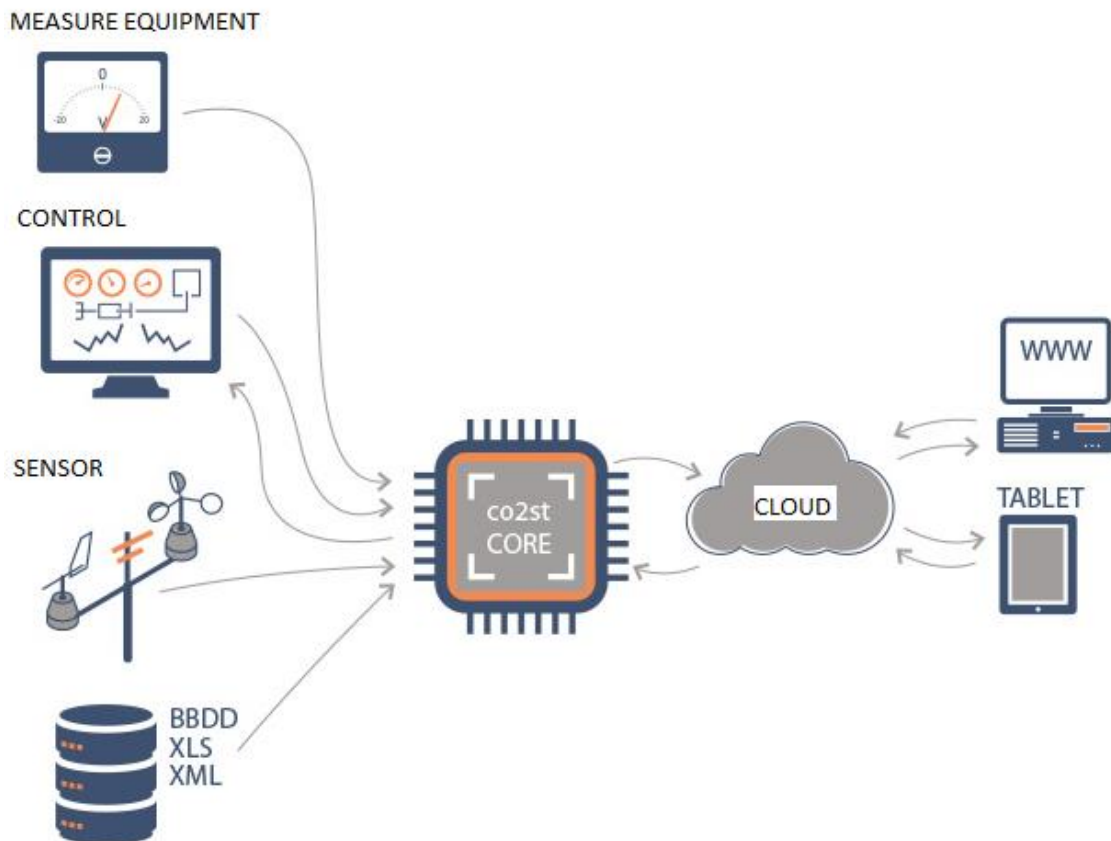 MEASURE EQUIPMENT
0
-20
20
V
CONTROL
SENSOR
BBDD
XLS
XML
co2st
CORE
CLOUD
WWW
TABLET